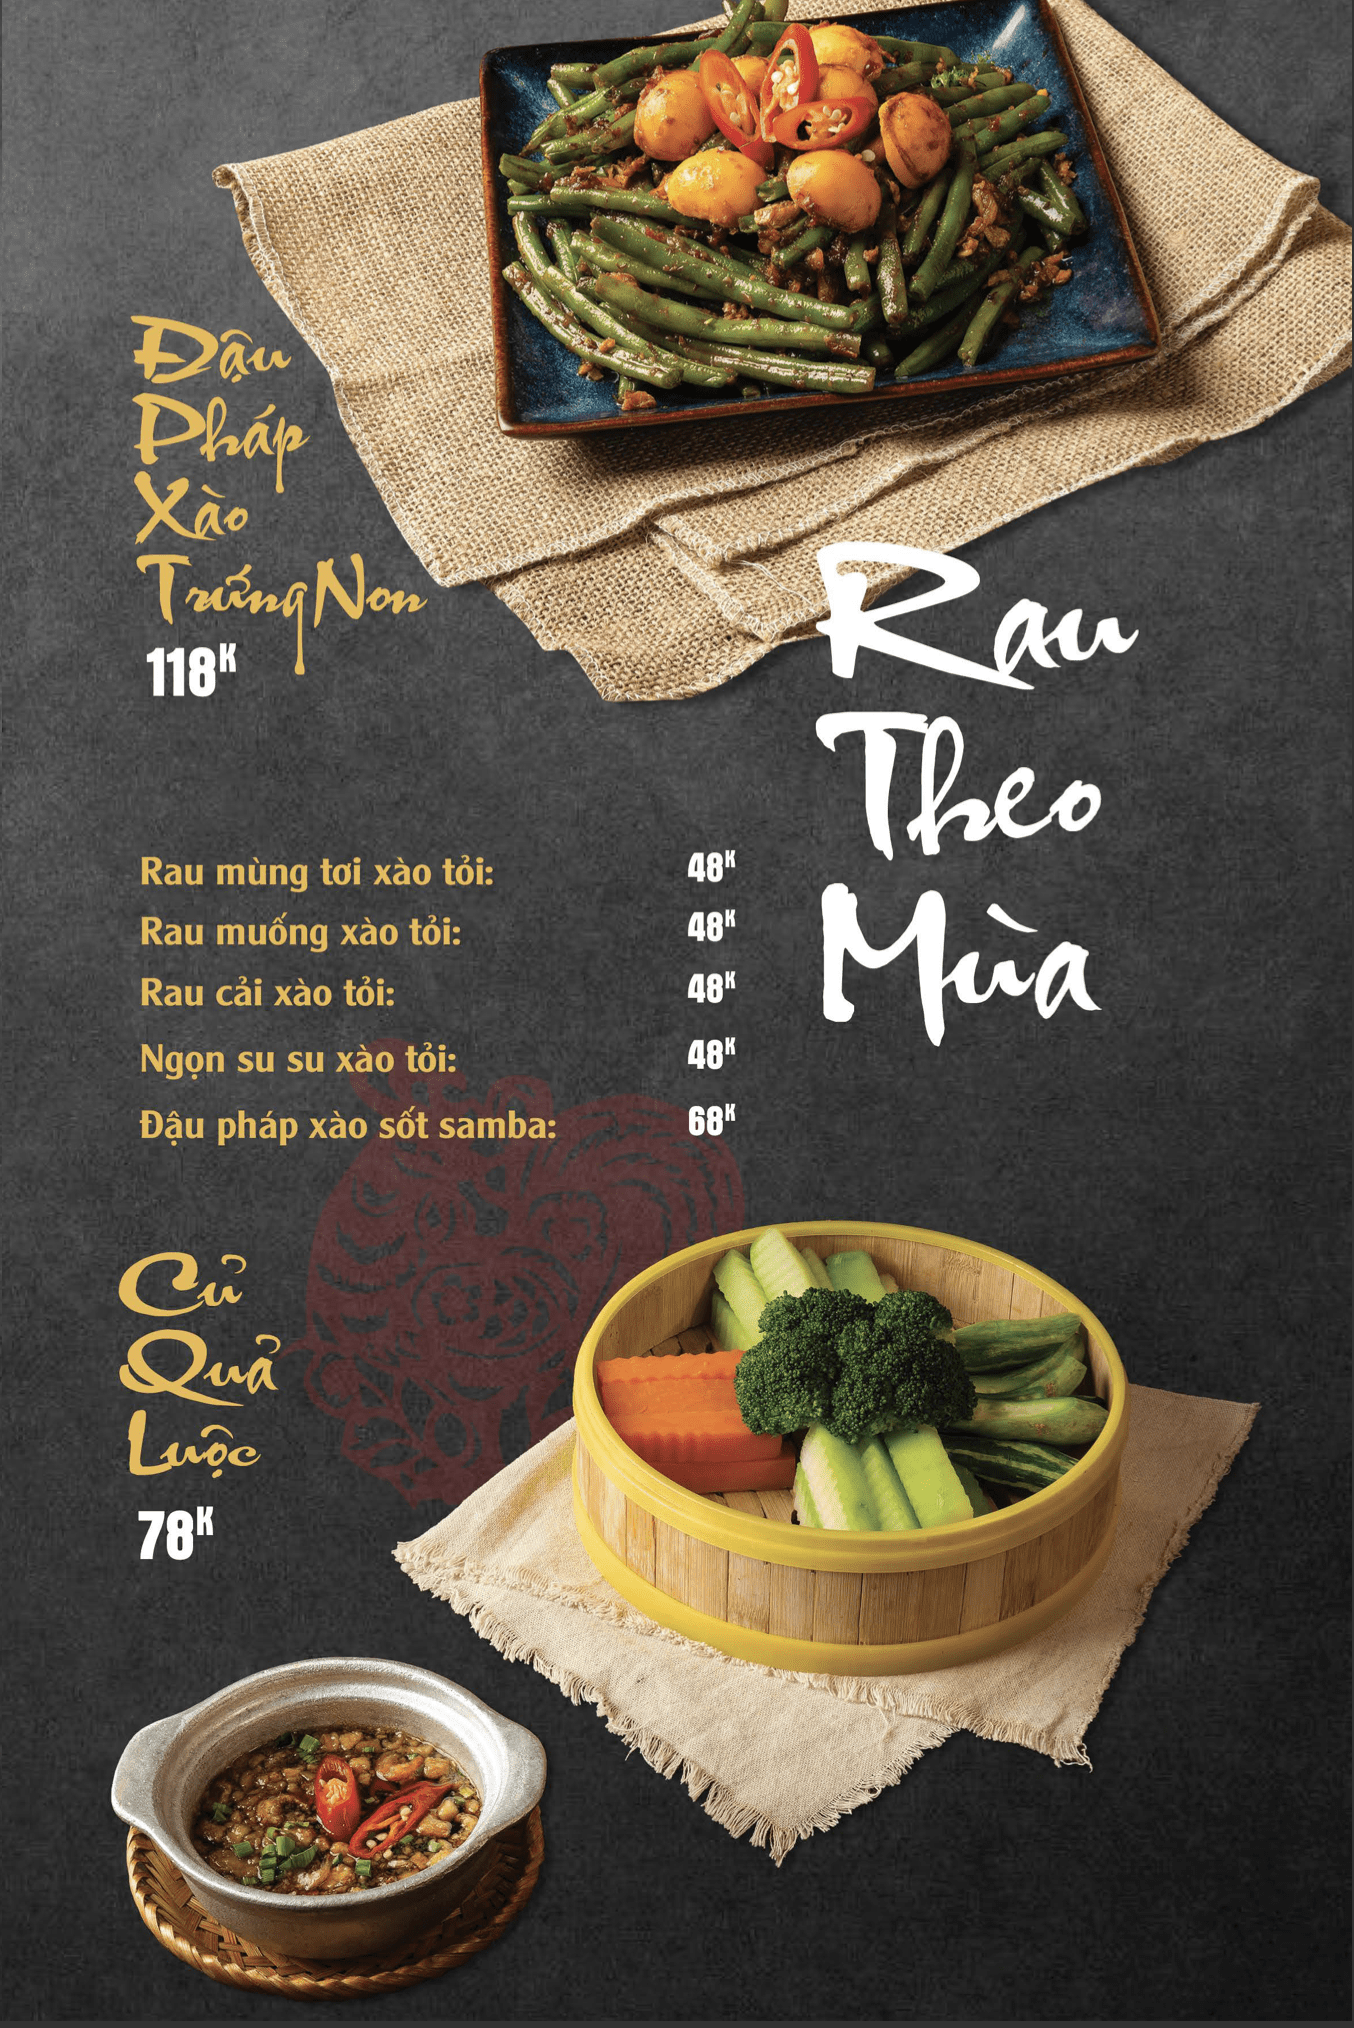 Đậu
Pháp
Xào
Trứng Non
118K
Rau
Theo
Mùa
Rau mùng tơi xào tỏi: 48K
Rau muống xào tỏi: 48K
Rau cải xào tỏi: 48K
Ngọn su su xào tỏi: 48K
Đậu pháp xào sốt samba: 68K
Củ
Quả
Luộc
78K